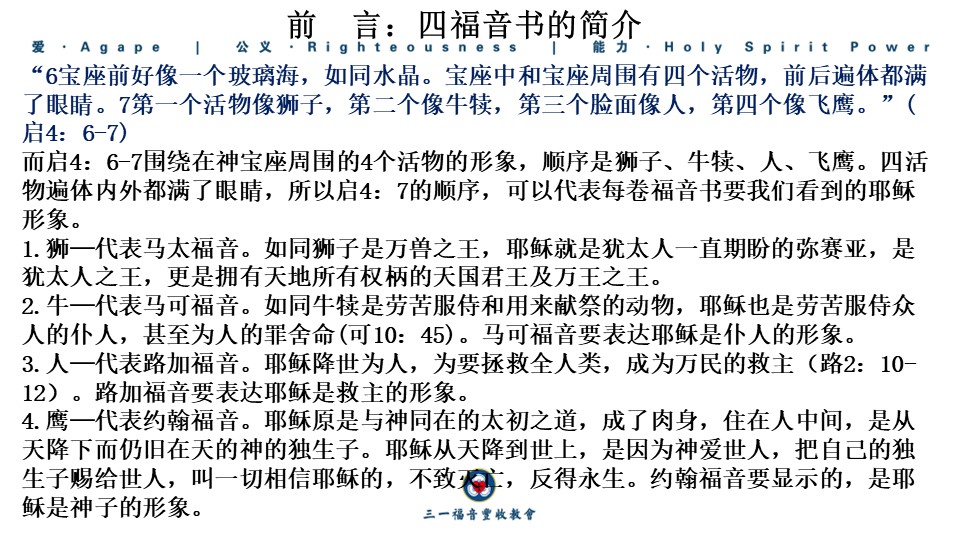 前　言：四福音书的简介
爱 · Agape | 公义 · Righteousness | 能力 · Holy Spirit Power
“6宝座前好像一个玻璃海，如同水晶。宝座中和宝座周围有四个活物，前后遍体都满
了眼睛。7第一个活物像狮子，第二个像牛犊，第三个脸面像人，第四个像飞鹰。”(
启4：6-7)
而启4：6-7围绕在神宝座周围的4个活物的形象，顺序是狮子、牛犊、人、飞鹰。四活
物遍体内外都满了眼睛，所以启4：7的顺序，可以代表每卷福音书要我们看到的耶稣
形象。
1.狮—代表马太福音。如同狮子是万兽之王，耶稣就是犹太人一直期盼的弥赛亚，是
犹太人之王，更是拥有天地所有权柄的天国君王及万王之王。
2.牛—代表马可福音。如同牛犊是劳苦服侍和用来献祭的动物，耶稣也是劳苦服侍众
人的仆人，甚至为人的罪舍命(可10：45)。马可福音要表达耶稣是仆人的形象。
3.人—代表路加福音。耶稣降世为人，为要拯救全人类，成为万民的救主（路2：10-
12）。路加福音要表达耶稣是救主的形象。
4.鹰—代表约翰福音。耶稣原是与神同在的太初之道，成了肉身，住在人中间，是从
天降下而仍旧在天的神的独生子。耶稣从天降到世上，是因为神爱世人，把自己的独
生子赐给世人，叫一切相信耶稣的，不致灭亡，反得永生。约翰福音要显示的，是耶
稣是神子的形象。
三一福音豐收教會